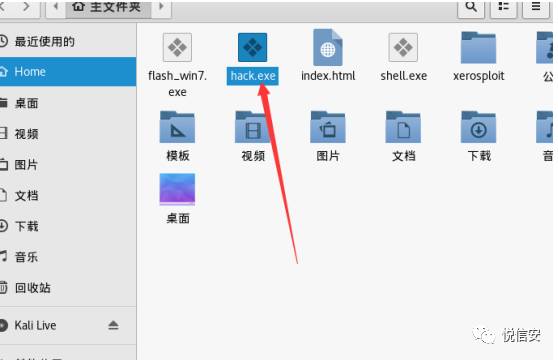 主文件夹
最近使用的
Home
桌面
视频
图片
文档
下载
音乐
回收站
Kali Live
flash_win7.
exe
hack.exe
index.html
shell.exe
xerosploit
公
模板
视频
图片
文档
下载
音
桌面
悦信安